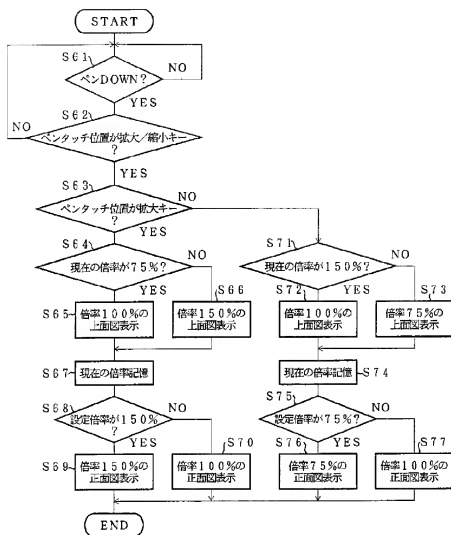 START
S61
ペンDOWN?
NO
YES
S62
ペンタッチ位置が拡大/縮小キー
?
NO
YES
S63
ペンタッチ位置が拡大キー
?
NO
YES
S64
現在の倍率が75%?
NO
YES
S71
現在の倍率が150%?
NO
YES
S65
倍率100%の
上面図表示
S66
倍率150%の
上面図表示
S72
倍率100%の
上面図表示
S73
倍率75%の
上面図表示
S67
現在の倍率記憶
現在の倍率記憶
S74
S68
設定倍率が150%
?
NO
YES
S75
設定倍率が75%?
NO
YES
S69
倍率150%の
正面図表示
S70
倍率100%の
正面図表示
S76
倍率75%の
正面図表示
S77
倍率100%の
正面図表示
END